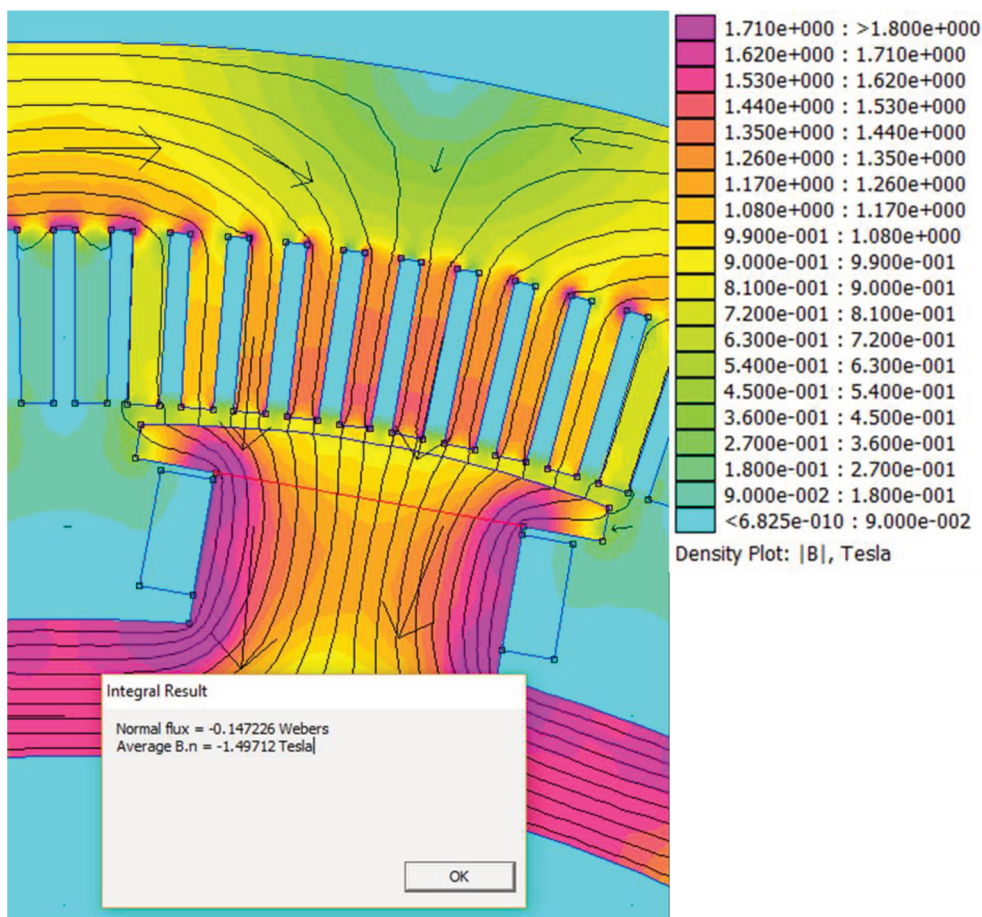 1.710e+000 : >1.800e+000
1.620e+000 : 1.710e+000
1.530e+000 : 1.620e+000
1.440e+000 : 1.530e+000
1.350e+000 : 1.440e+000
1.260e+000 : 1.350e+000
1.170e+000 : 1.260e+000
1.080e+000 : 1.170e+000
9.900e-001 : 1.080e+000
9.000e-001 : 9.900e-001
8.100e-001 : 9.000e-001
7.200e-001 : 8.100e-001
6.300e-001 : 7.200e-001
5.400e-001 : 6.300e-001
4.500e-001 : 5.400e-001
3.600e-001 : 4.500e-001
2.700e-001 : 3.600e-001
1.800e-001 : 2.700e-001
9.000e-002 : 1.800e-001
<6.825e-010 : 9.000e-002
Density Plot: |B|, Tesla
Integral Result
Normal flux = -0.147226 Webers
Average B.n = -1.49712 Tesla
OK